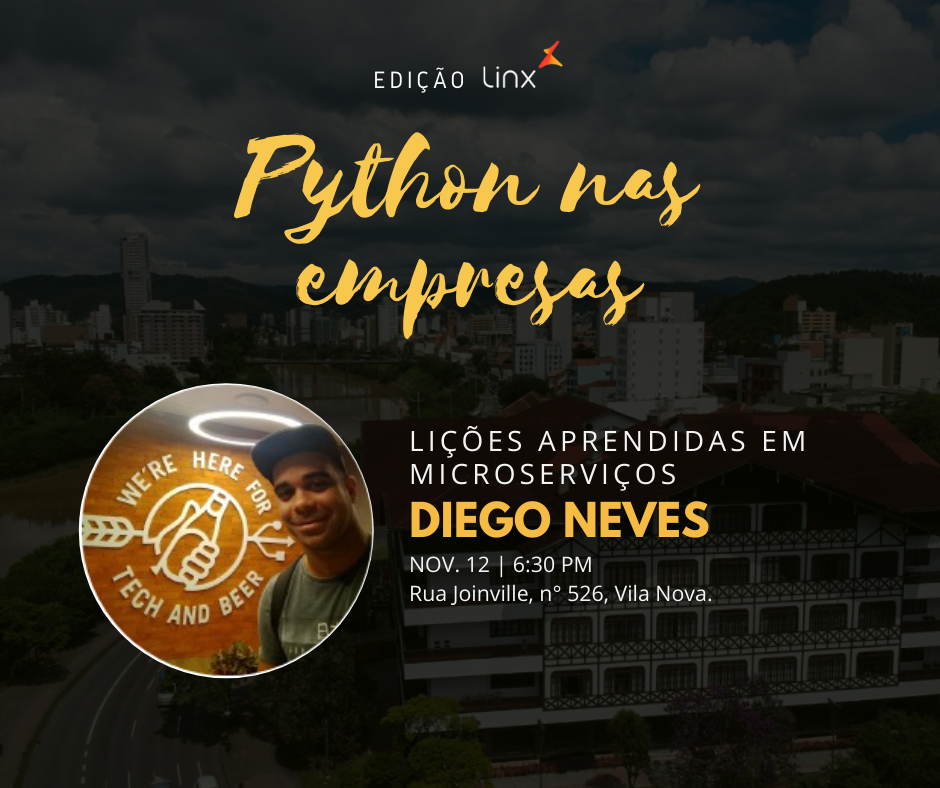 EDIÇÃO linx
Python nas
empresas
WE'RE HERE FOR
TECH AND BEER
LIÇÕES APRENDIDAS EM
MICROSERVIÇOS
DIEGO NEVES
NOV. 12 | 6:30 PM
Rua Joinville, n° 526, Vila Nova.